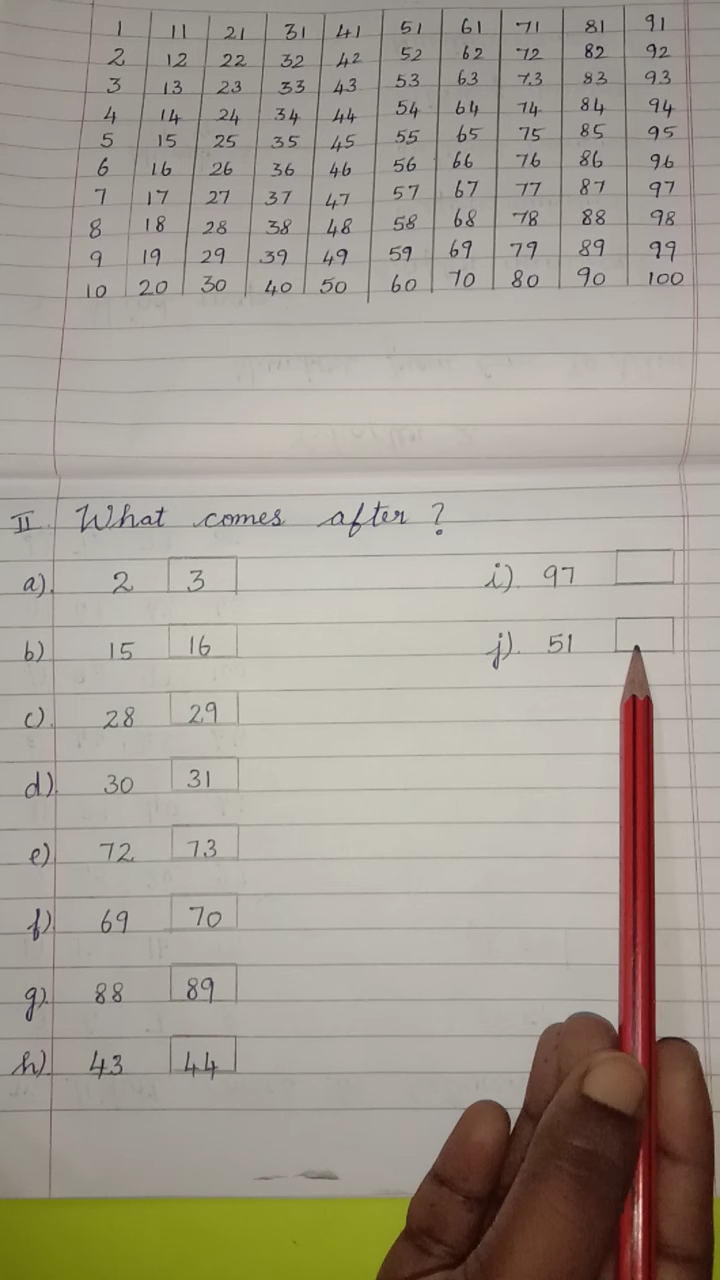 1 11 21 31 41 51 61 71 81 91
2 12 22 32 42 52 62 72 82 92
3 13 23 33 43 53 63 73 83 93
4 14 24 34 44 54 64 74 84 94
5 15 25 35 45 55 65 75 85 95
6 16 26 36 46 56 66 76 86 96
7 17 27 37 47 57 67 77 87 97
8 18 28 38 48 58 68 78 88 98
9 19 29 39 49 59 69 79 89 99
10 20 30 40 50 60 70 80 90 100
II What comes after ?
a) 2 3
b) 15 16
c) 28 29
d) 30 31
e) 72 73
f) 69 70
g) 88 89
h) 43 44
i) 97
j) 51